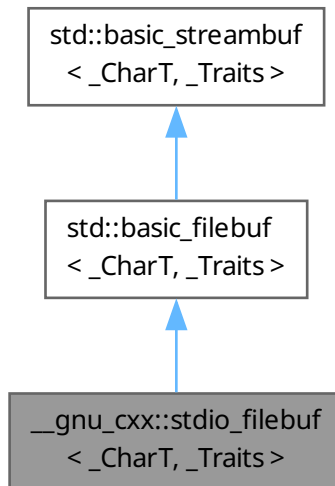 std::basic_streambuf
< _CharT, _Traits >
std::basic_filebuf
< _CharT, _Traits >
__gnu_cxx::stdio_filebuf
< _CharT, _Traits >